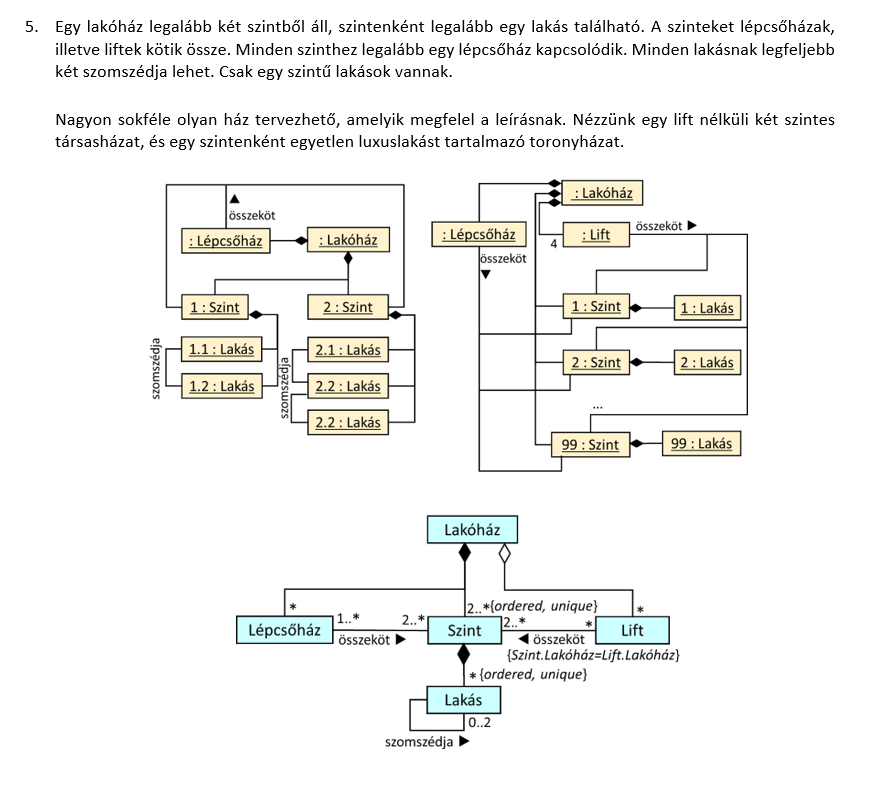 5. Egy lakóház legalább két szintből áll, szintenként legalább egy lakás található. A szinteket lépcsőházak,
illetve liftek kötik össze. Minden szinthez legalább egy lépcsőház kapcsolódik. Minden lakásnak legfeljebb
két szomszédja lehet. Csak egy szintű lakások vannak.
Nagyon sokféle olyan ház tervezhető, amelyik megfelel a leírásnak. Nézzünk egy lift nélküli két szintes
társasházat, és egy szintenként egyetlen luxuslakást tartalmazó toronyházat.
összeköt
: Lépcsőház
: Lakóház
1 : Szint
2 : Szint
1.1 : Lakás
2.1 : Lakás
1.2 : Lakás
2.2 : Lakás
2.2 : Lakás
szomszédja
szomszédja
: Lakóház
: Lépcsőház
4
: Lift
összeköt
összeköt
1 : Szint
1 : Lakás
2 : Szint
2 : Lakás
...
99 : Szint
99 : Lakás
Lakóház
*
2..*{ordered, unique}
*
Lépcsőház
1..*
2..*
Szint
2..*
*
Lift
összeköt
összeköt
{Szint.Lakóház=Lift.Lakóház}
* {ordered, unique}
Lakás
0..2
szomszédja